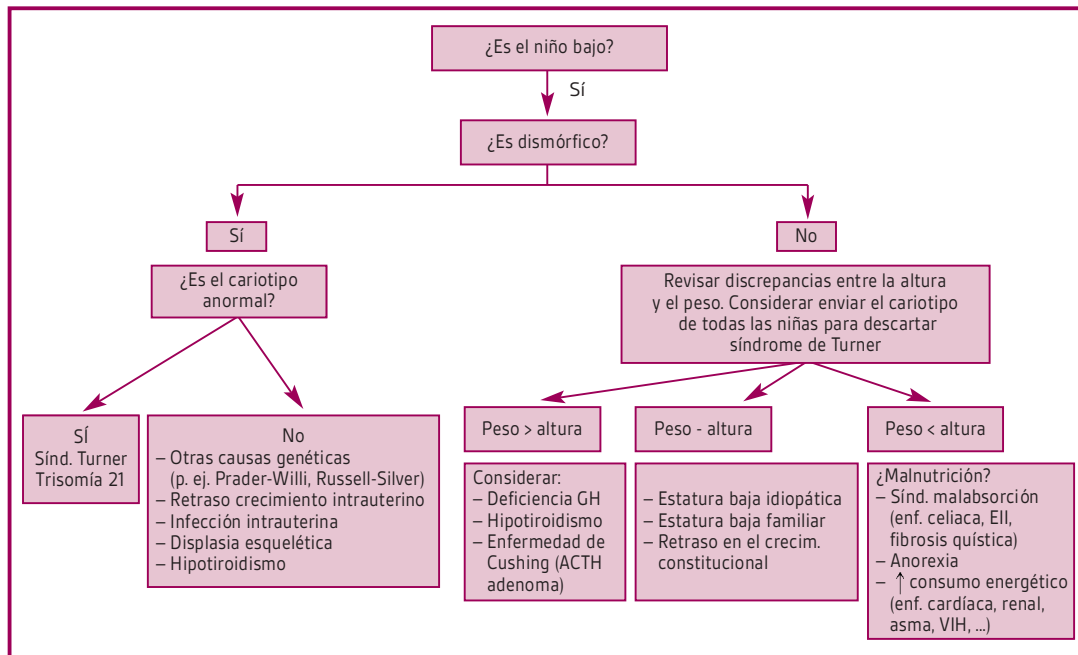 ¿Es el niño bajo?
Sí
¿Es dismórfico?
Sí
No
¿Es el cariotipo
anormal?
Revisar discrepancias entre la altura
y el peso. Considerar enviar el cariotipo
de todas las niñas para descartar
síndrome de Turner
SÍ
Sínd. Turner
Trisomía 21
No
– Otras causas genéticas
(p. ej. Prader-Willi, Russell-Silver)
– Retraso crecimiento intrauterino
– Infección intrauterina
– Displasia esquelética
– Hipotiroidismo
Peso > altura
Peso - altura
Peso < altura
Considerar:
– Deficiencia GH
– Hipotiroidismo
– Enfermedad de
Cushing (ACTH
adenoma)
– Estatura baja idiopática
– Estatura baja familiar
– Retraso en el crecim.
constitucional
¿Malnutrición?
– Sínd. malabsorción
(enf. celiaca, EII,
fibrosis quística)
– Anorexia
– ↑ consumo energético
(enf. cardíaca, renal,
asma, VIH, ...)